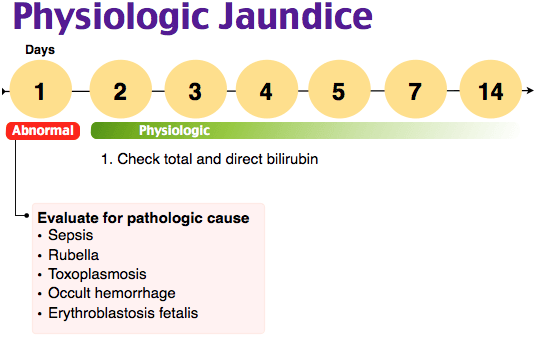 Physiologic Jaundice
Days
1 2 3 4 5 7 14
Abnormal Physiologic
1. Check total and direct bilirubin
Evaluate for pathologic cause
• Sepsis
• Rubella
• Toxoplasmosis
• Occult hemorrhage
• Erythroblastosis fetalis